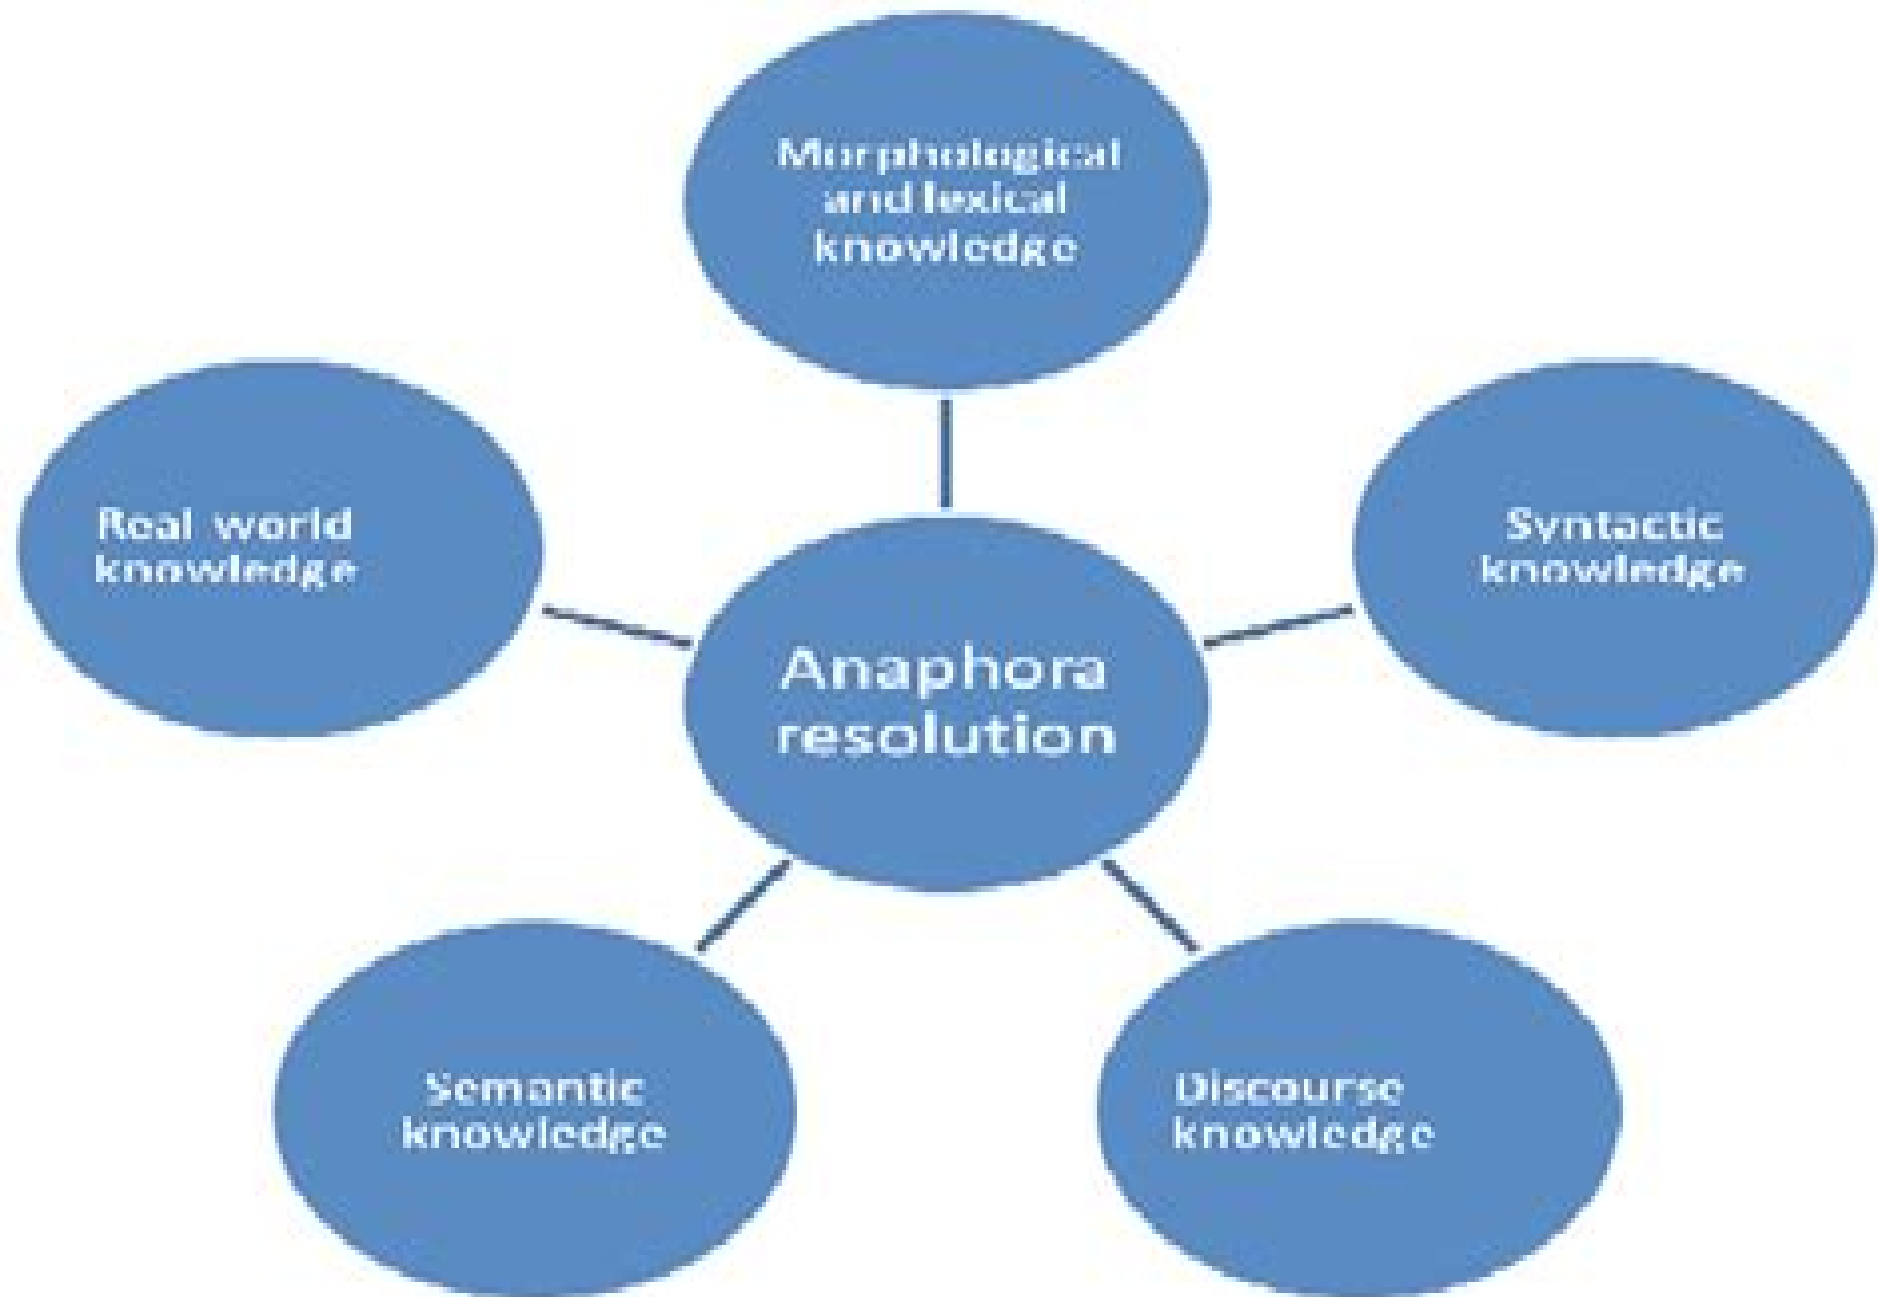 Morphological
and lexical
knowledge
Real world
knowledge
Syntactic
knowledge
Anaphora
resolution
Semantic
knowledge
Discourse
knowledge